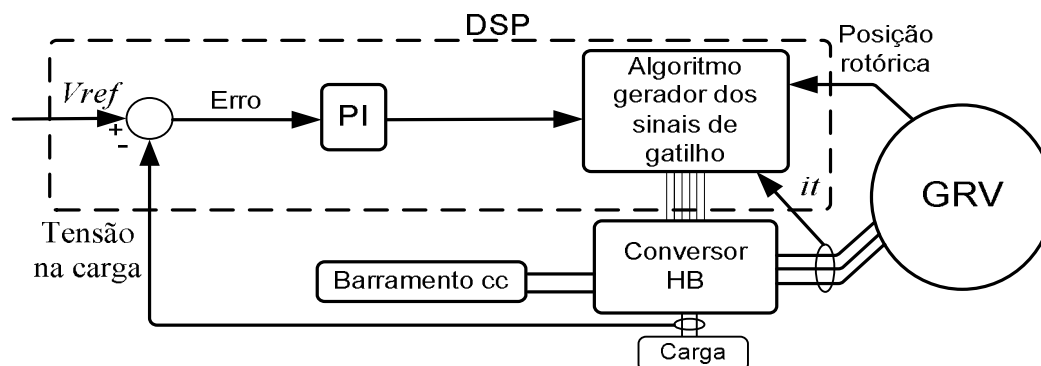 DSP
Vref
+
-
Erro
PI
Algoritmo
gerador dos
sinais de
gatilho
Posição
rotórica
it
GRV
Tensão
na carga
Barramento cc
Conversor
HB
Carga